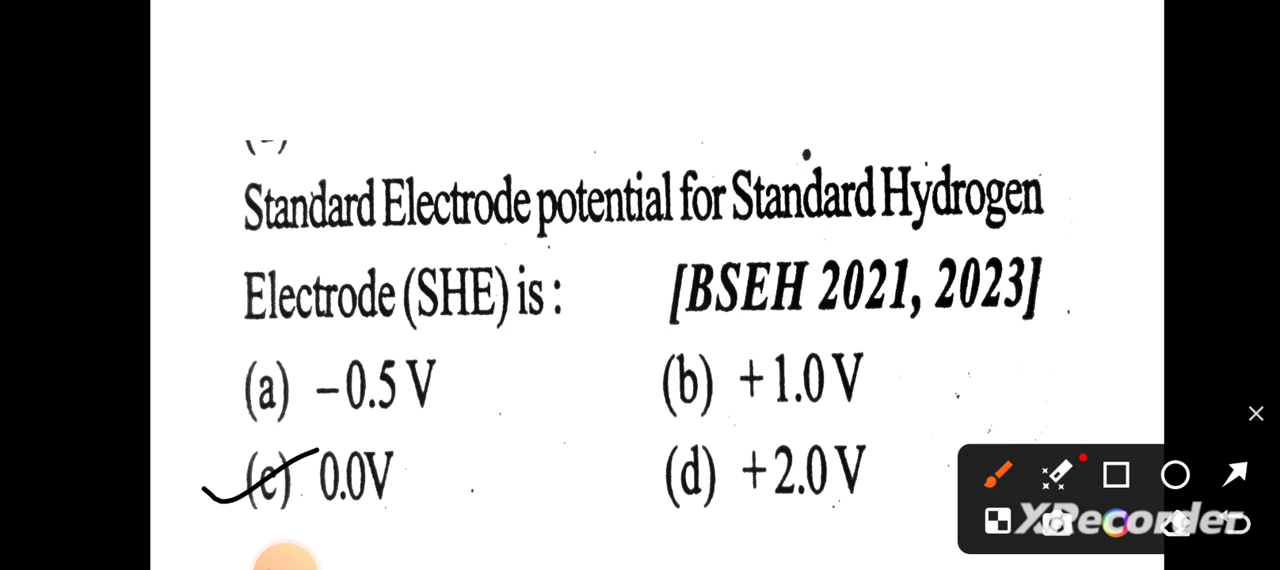 Standard Electrode potential for Standard Hydrogen
Electrode (SHE) is : [BSEH 2021, 2023]
(a) –0.5 V (b) +1.0 V
(c) 0.0V (d) +2.0 V
XRecorder